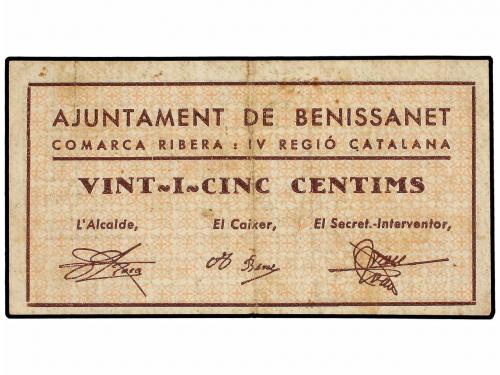 AJUNTAMENT DE BENISSANET
COMARCA RIBERA : IV REGIÓ CATALANA
VINT~I~CINC CENTIMS
L'Alcalde, El Caixer, El Secret.-Interventor,